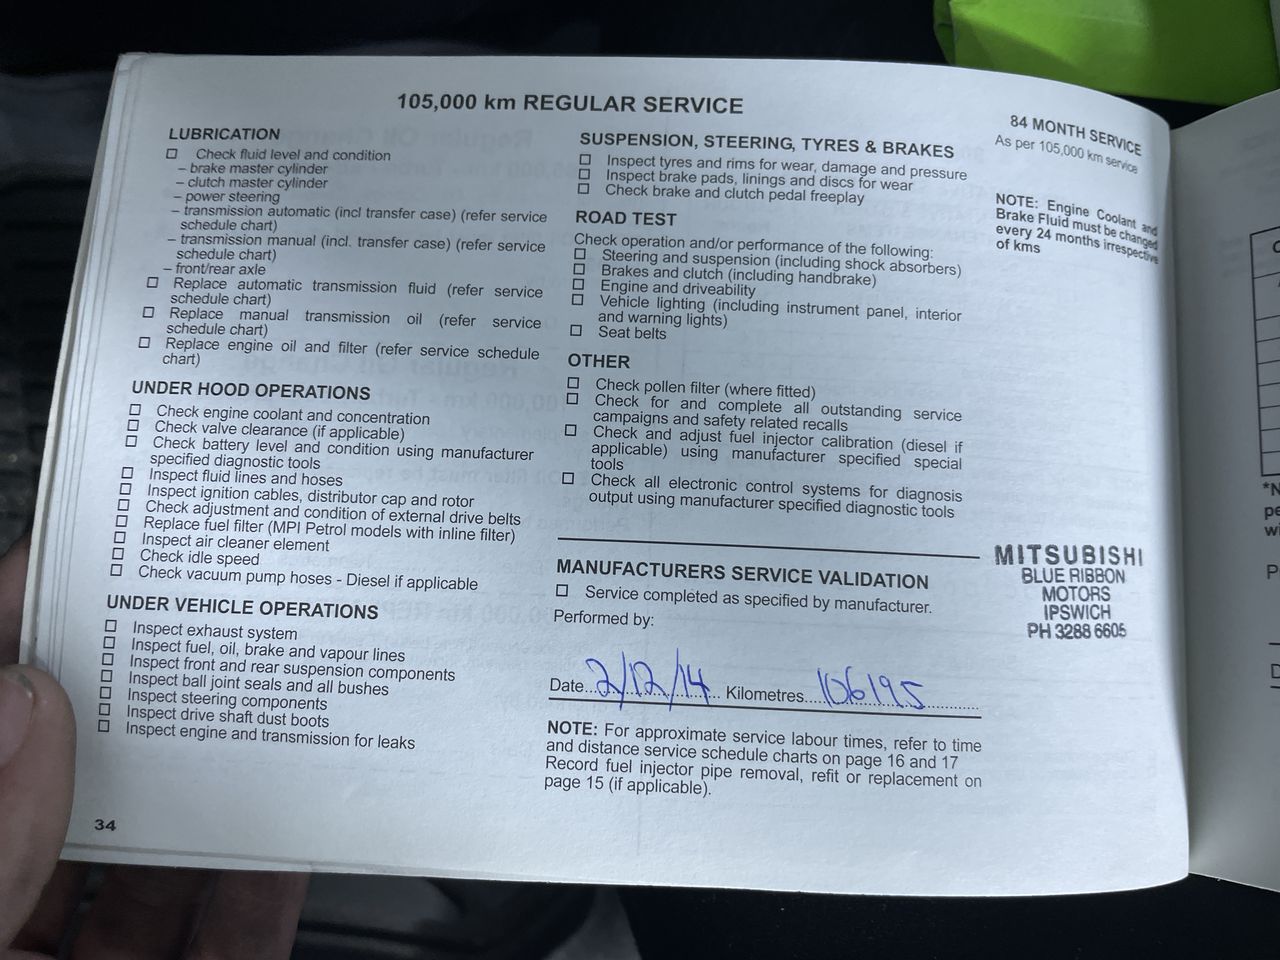 105,000 km REGULAR SERVICE
LUBRICATION
Check fluid level and condition
– brake master cylinder
– clutch master cylinder
– power steering
– transmission automatic (incl transfer case) (refer service
schedule chart)
– transmission manual (incl. transfer case) (refer service
schedule chart)
– front/rear axle
Replace automatic transmission fluid (refer service
schedule chart)
Replace manual transmission oil (refer service
schedule chart)
Replace engine oil and filter (refer service schedule
chart)
UNDER HOOD OPERATIONS
Check engine coolant and concentration
Check valve clearance (if applicable)
Check battery level and condition using manufacturer
specified diagnostic tools
Inspect fluid lines and hoses
Inspect ignition cables, distributor cap and rotor
Check adjustment and condition of external drive belts
Replace fuel filter (MPI Petrol models with inline filter)
Inspect air cleaner element
Check idle speed
Check vacuum pump hoses - Diesel if applicable
UNDER VEHICLE OPERATIONS
Inspect exhaust system
Inspect fuel, oil, brake and vapour lines
Inspect front and rear suspension components
Inspect ball joint seals and all bushes
Inspect steering components
Inspect drive shaft dust boots
Inspect engine and transmission for leaks
34
SUSPENSION, STEERING, TYRES & BRAKES
Inspect tyres and rims for wear, damage and pressure
Inspect brake pads, linings and discs for wear
Check brake and clutch pedal freeplay
ROAD TEST
Check operation and/or performance of the following:
Steering and suspension (including shock absorbers)
Brakes and clutch (including handbrake)
Engine and driveability
Vehicle lighting (including instrument panel, interior
and warning lights)
Seat belts
OTHER
Check pollen filter (where fitted)
Check for and complete all outstanding service
campaigns and safety related recalls
Check and adjust fuel injector calibration (diesel if
applicable) using manufacturer specified special
tools
Check all electronic control systems for diagnosis
output using manufacturer specified diagnostic tools
MANUFACTURERS SERVICE VALIDATION
Service completed as specified by manufacturer.
Performed by:
Date...2/12/14... Kilometres...106195...
NOTE: For approximate service labour times, refer to time
and distance service schedule charts on page 16 and 17
Record fuel injector pipe removal, refit or replacement on
page 15 (if applicable).
84 MONTH SERVICE
As per 105,000 km service
NOTE: Engine Coolant and
Brake Fluid must be changed
every 24 months irrespective
of kms
MITSUBISHI
BLUE RIBBON
MOTORS
IPSWICH
PH 3288 6605